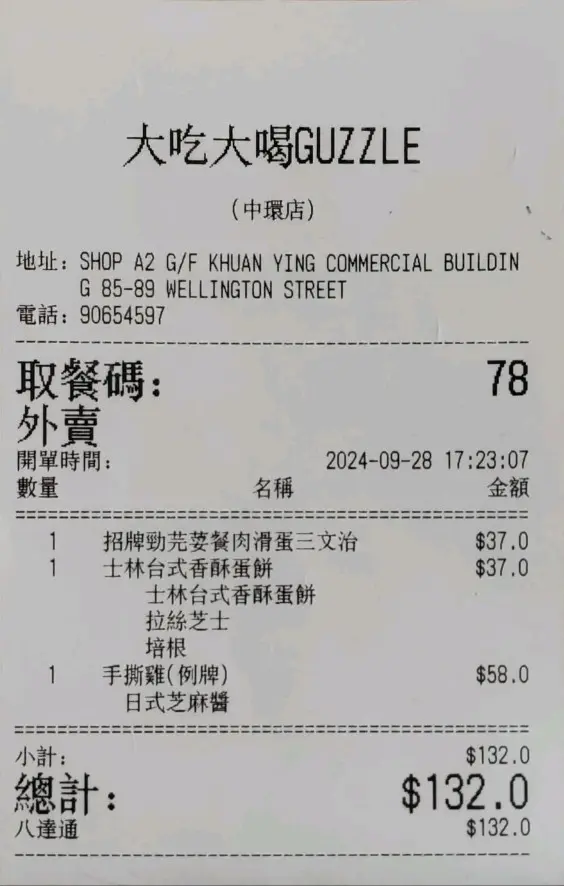 大吃大喝GUZZLE
(中環店)
地址: SHOP A2 G/F KHUAN YING COMMERCIAL BUILDIN
G 85-89 WELLINGTON STREET
電話: 90654597
取餐碼: 78
外賣
開單時間: 2024-09-28 17:23:07
數量 名稱 金額
1 招牌勁芫荽餐肉滑蛋三文治 $37.0
1 士林台式香酥蛋餅 $37.0
士林台式香酥蛋餅
拉絲芝士
培根
1 手撕雞(例牌) $58.0
日式芝麻醬
小計: $132.0
總計: $132.0
八達通 $132.0